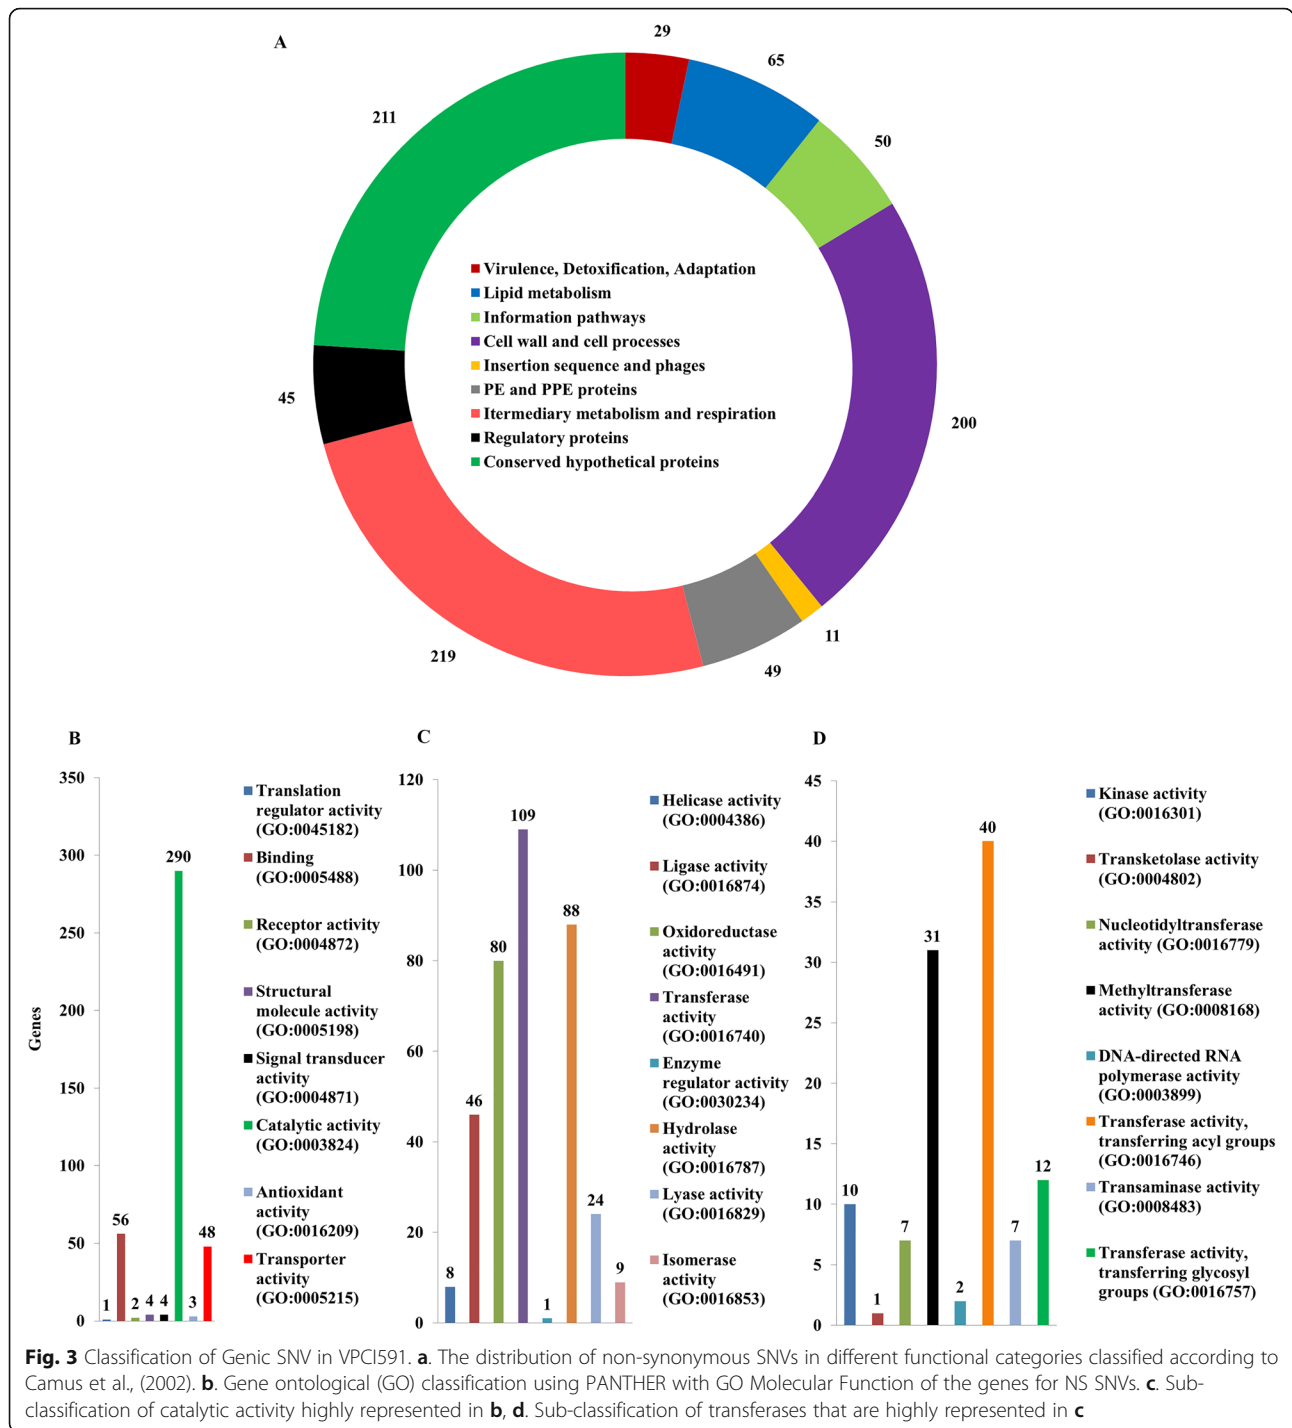 A
29
65
50
200
11
49
219
45
211
Virulence, Detoxification, Adaptation
Lipid metabolism
Information pathways
Cell wall and cell processes
Insertion sequence and phages
PE and PPE proteins
Itermediary metabolism and respiration
Regulatory proteins
Conserved hypothetical proteins
B
Genes
350
300
250
200
150
100
50
0
1
56
2
4
4
290
3
48
Translation
regulator activity
(GO:0045182)
Binding
(GO:0005488)
Receptor activity
(GO:0004872)
Structural
molecule activity
(GO:0005198)
Signal transducer
activity
(GO:0004871)
Catalytic activity
(GO:0003824)
Antioxidant
activity
(GO:0016209)
Transporter
activity
(GO:0005215)
C
120
100
80
60
40
20
0
8
46
80
109
1
88
24
9
Helicase activity
(GO:0004386)
Ligase activity
(GO:0016874)
Oxidoreductase
activity
(GO:0016491)
Transferase
activity
(GO:0016740)
Enzyme
regulator activity
(GO:0030234)
Hydrolase
activity
(GO:0016787)
Lyase activity
(GO:0016829)
Isomerase
activity
(GO:0016853)
D
45
40
35
30
25
20
15
10
5
0
10
1
7
31
2
40
7
12
Kinase activity
(GO:0016301)
Transketolase activity
(GO:0004802)
Nucleotidyltransferase
activity (GO:0016779)
Methyltransferase
activity (GO:0008168)
DNA-directed RNA
polymerase activity
(GO:0003899)
Transferase activity,
transferring acyl groups
(GO:0016746)
Transaminase activity
(GO:0008483)
Transferase activity,
transferring glycosyl
groups (GO:0016757)
Fig. 3 Classification of Genic SNV in VPCI591. a. The distribution of non-synonymous SNVs in different functional categories classified according to
Camus et al., (2002). b. Gene ontological (GO) classification using PANTHER with GO Molecular Function of the genes for NS SNVs. c. Sub-
classification of catalytic activity highly represented in b, d. Sub-classification of transferases that are highly represented in c